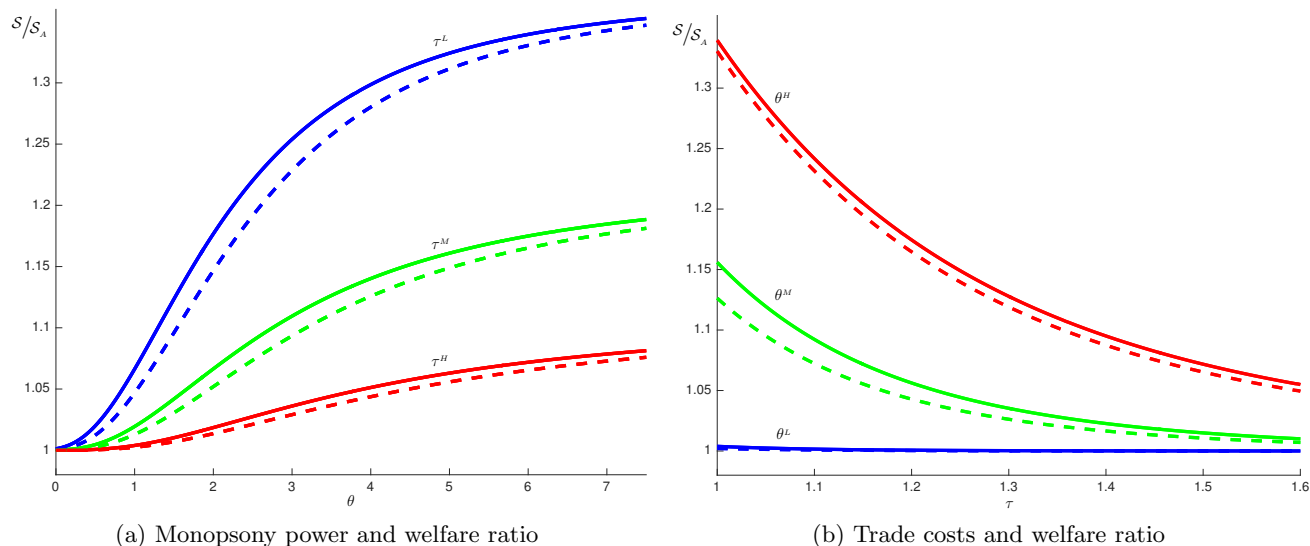 S/S_A
1.3
1.25
1.2
1.15
1.1
1.05
1
0 1 2 3 4 5 6 7
θ
τ^L
τ^M
τ^H
(a) Monopsony power and welfare ratio
S/S_A
1.3
1.25
1.2
1.15
1.1
1.05
1
1 1.1 1.2 1.3 1.4 1.5 1.6
τ
θ^H
θ^M
θ^L
(b) Trade costs and welfare ratio